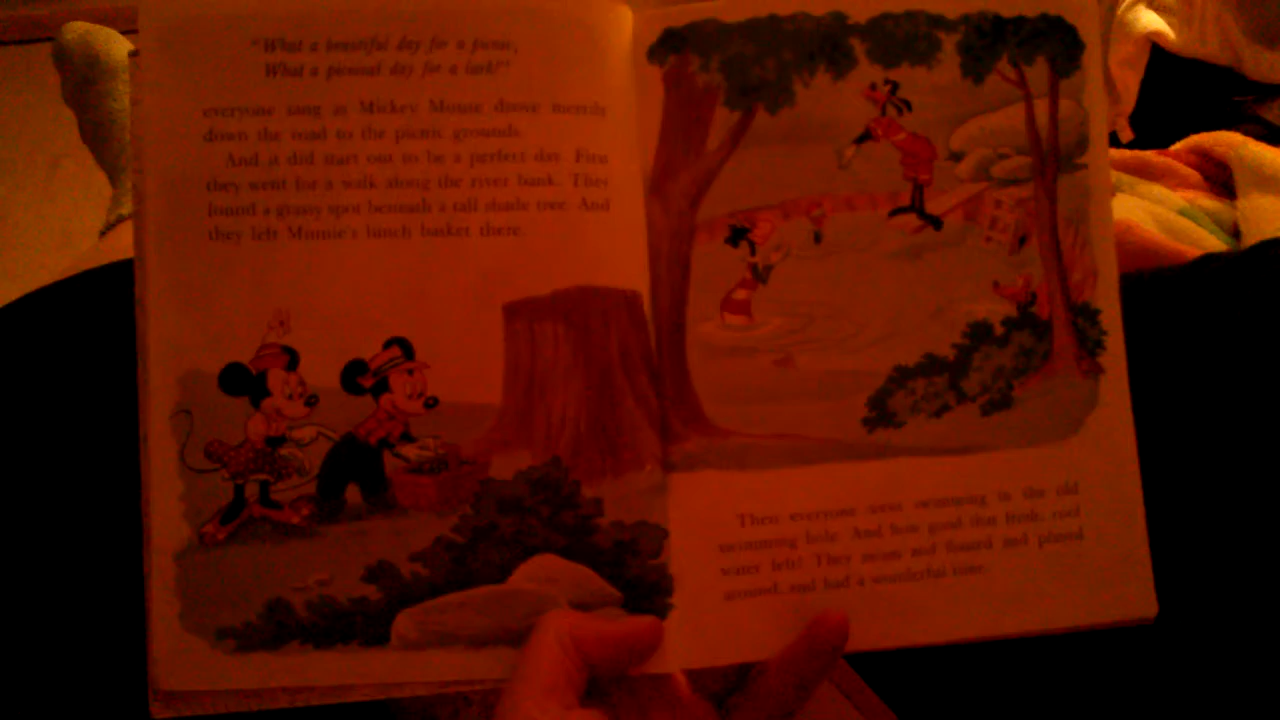 "What a beautiful day for a picnic,
What a picnical day for a lark!"
everyone sang as Mickey Mouse drove merrily
down the road to the picnic grounds.
And it did start out to be a perfect day. First
they went for a walk along the river bank. They
found a grassy spot beneath a tall shade tree. And
they left Minnie's lunch basket there.
Then everyone went swimming in the old
swimming hole. And how good that fresh, cool
water felt! They swam and floated and played
around, and had a wonderful time.